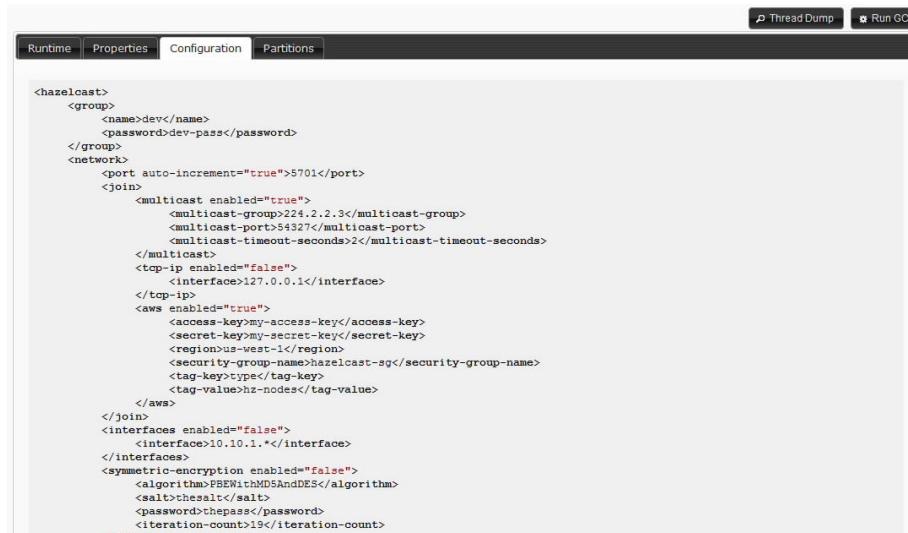 Thread Dump Run GC
Runtime Properties Configuration Partitions
<hazelcast>
<group>
<name>dev</name>
<password>dev-pass</password>
</group>
<network>
<port auto-increment="true">5701</port>
<join>
<multicast enabled="true">
<multicast-group>224.2.2.3</multicast-group>
<multicast-port>54327</multicast-port>
<multicast-timeout-seconds>2</multicast-timeout-seconds>
</multicast>
<tcp-ip enabled="false">
<interface>127.0.0.1</interface>
</tcp-ip>
<aws enabled="true">
<access-key>my-access-key</access-key>
<secret-key>my-secret-key</secret-key>
<region>us-west-1</region>
<security-group-name>hazelcast-sg</security-group-name>
<tag-key>type</tag-key>
<tag-value>hz-nodes</tag-value>
</aws>
</join>
<interfaces enabled="false">
<interface>10.10.1.*</interface>
</interfaces>
<symmetric-encryption enabled="false">
<algorithm>PBEWithMD5AndDES</algorithm>
<salt>thesalt</salt>
<password>thepass</password>
<iteration-count>19</iteration-count>